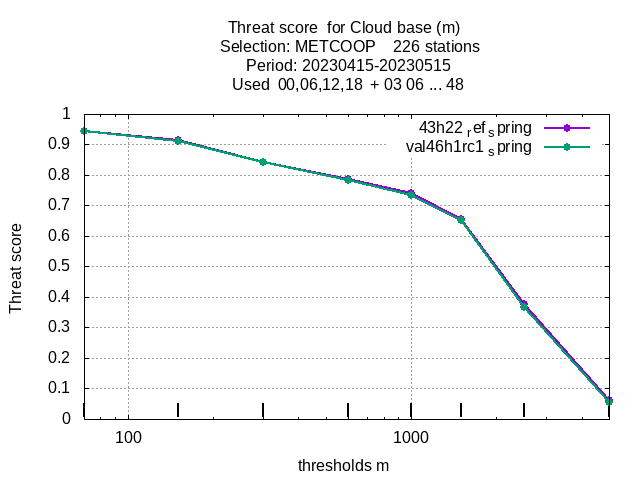 Threat score for Cloud base (m)
Selection: METCOOP 226 stations
Period: 20230415-20230515
Used 00,06,12,18 + 03 06 ... 48
43h22 ref spring
val46h1rc1 spring
1
0.9
0.8
0.7
0.6
0.5
0.4
0.3
0.2
0.1
0
Threat score
100 1000
thresholds m